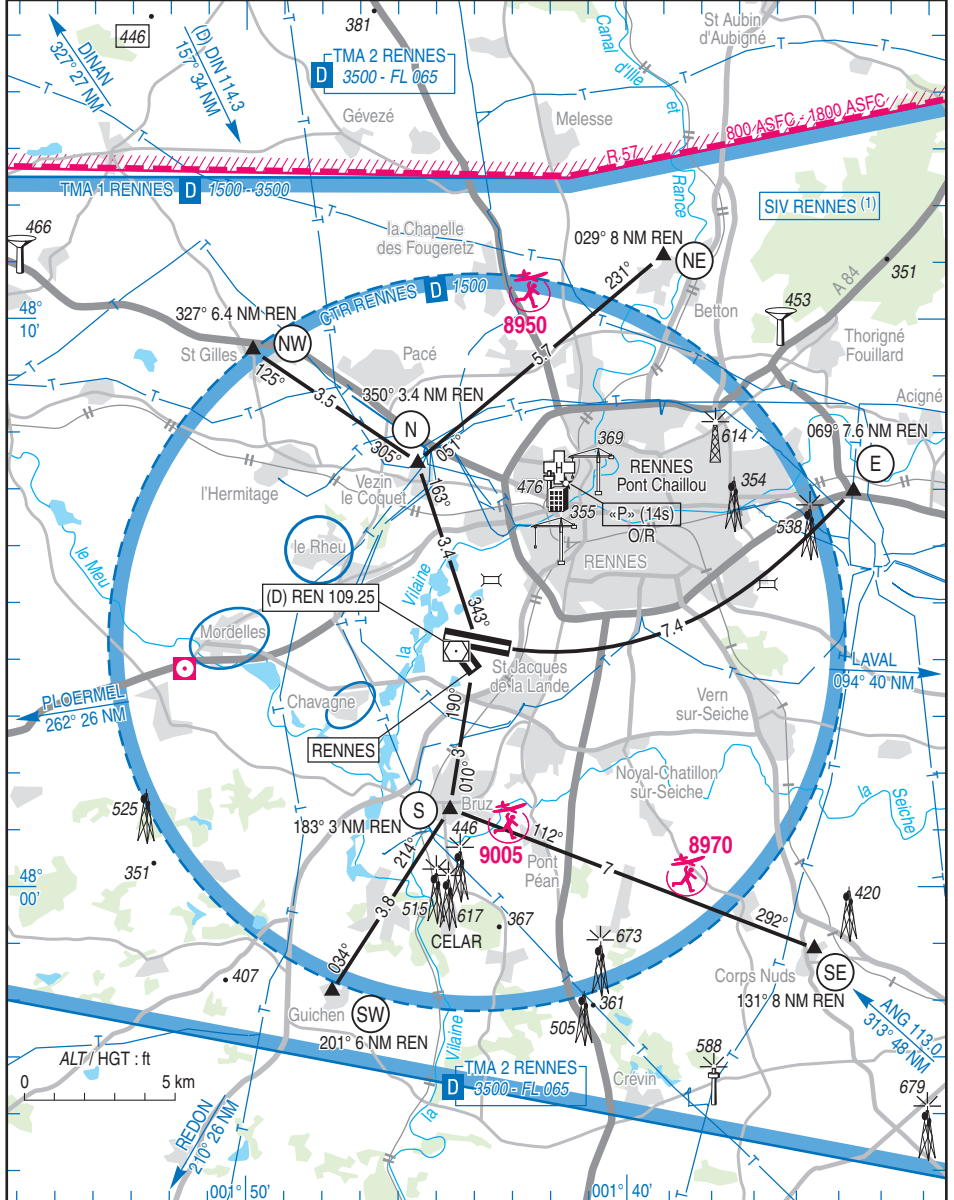 381
446
DINAN
327° 27 NM
(D) DIN 114.3
157° 34 NM
D
TMA 2 RENNES
3500 - FL 065
Gévezé
Canal
d'Ille
et
Rance
St Aubin
d'Aubigné
Melesse
R 57
800 ASFC - 1800 ASFC
TMA 1 RENNES D 1500 - 3500
SIV RENNES (1)
466
la Chapelle
des Fougeretz
029° 8 NM REN
NE
231°
351
A 84
48°
10'
CTR RENNES D 1500
8950
453
327° 6.4 NM REN
NW
Betton
St Gilles
Pacé
5.7
Thorigné
Fouillard
125°
3.5
350° 3.4 NM REN
Acigné
N
305°
051°
163°
369
614
069° 7.6 NM REN
E
l'Hermitage
Vezin
le Coquet
H
476
RENNES
Pont Chaillou
354
355
«P» (14s)
O/R
538
le Meu
le Rheu
3.4
RENNES
(D) REN 109.25
la
Vilaine
343°
Mordelles
7.4
St Jacques
de la Lande
LAVAL
094° 40 NM
PLOERMEL
262° 26 NM
Chavagne
190°
Vern
sur-Seiche
RENNES
3
010°
Noyal-Chatillon
sur-Seiche
la
Seiche
525
S
Bruz
183° 3 NM REN
446
9005
112°
8970
214°
Pont
Péan
7
351
48°
00'
3.8
515
617
367
CELAR
292°
420
673
034°
407
Corps Nuds
SE
131° 8 NM REN
Guichen
SW
201° 6 NM REN
361
505
ANG 113.0
313° 48 NM
ALT / HGT : ft
0
5 km
la
Vilaine
D
TMA 2 RENNES
3500 - FL 065
Crévin
588
679
REDON
210° 26 NM
001° 50'
001° 40'